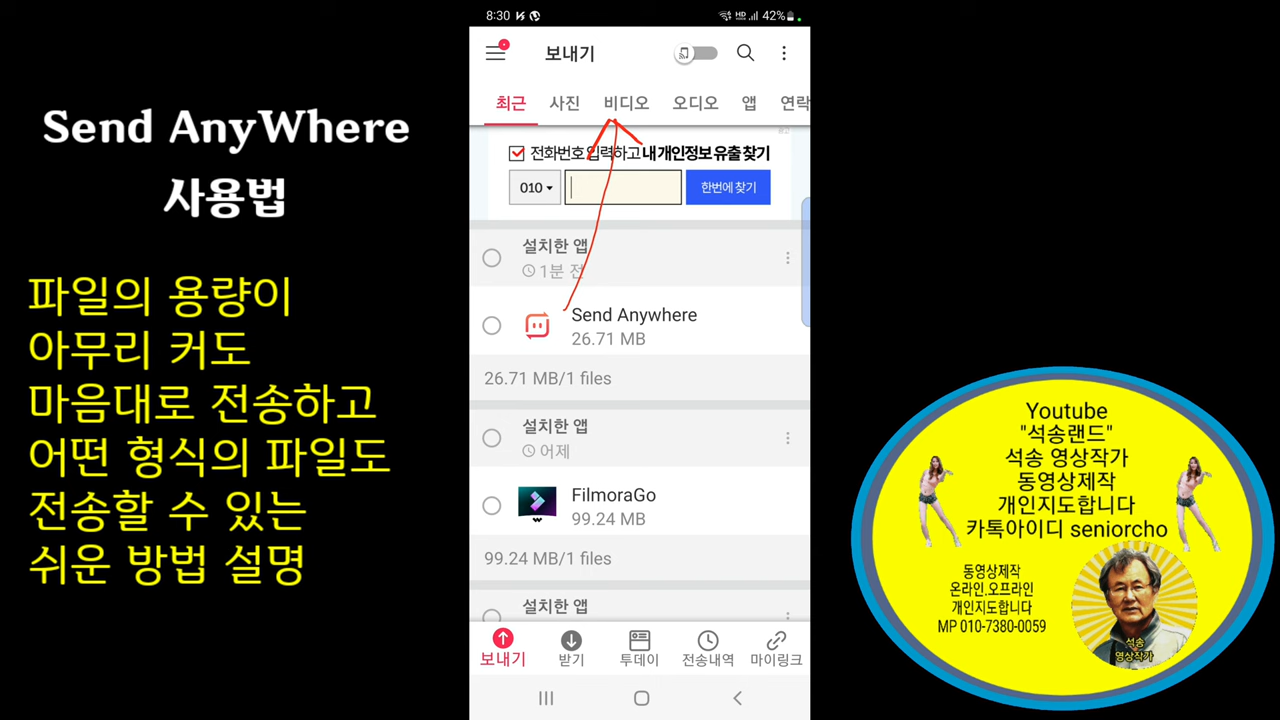 Send AnyWhere
사용법
파일의 용량이
아무리 커도
마음대로 전송하고
어떤 형식의 파일도
전송할 수 있는
쉬운 방법 설명
8:30
HD
42%
보내기
최근 사진 비디오 오디오 앱 연락
광고
전화번호 입력하고 내 개인정보 유출 찾기
010
한번에 찾기
설치한 앱
1분 전
Send Anywhere
26.71 MB
26.71 MB/1 files
설치한 앱
어제
FilmoraGo
99.24 MB
99.24 MB/1 files
설치한 앱
보내기 받기 투데이 전송내역 마이링크
Youtube
"석송랜드"
석송 영상작가
동영상제작
개인지도합니다
카톡아이디 seniorcho
동영상제작
온라인.오프라인
개인지도합니다
MP 010-7380-0059
석송
영상작가